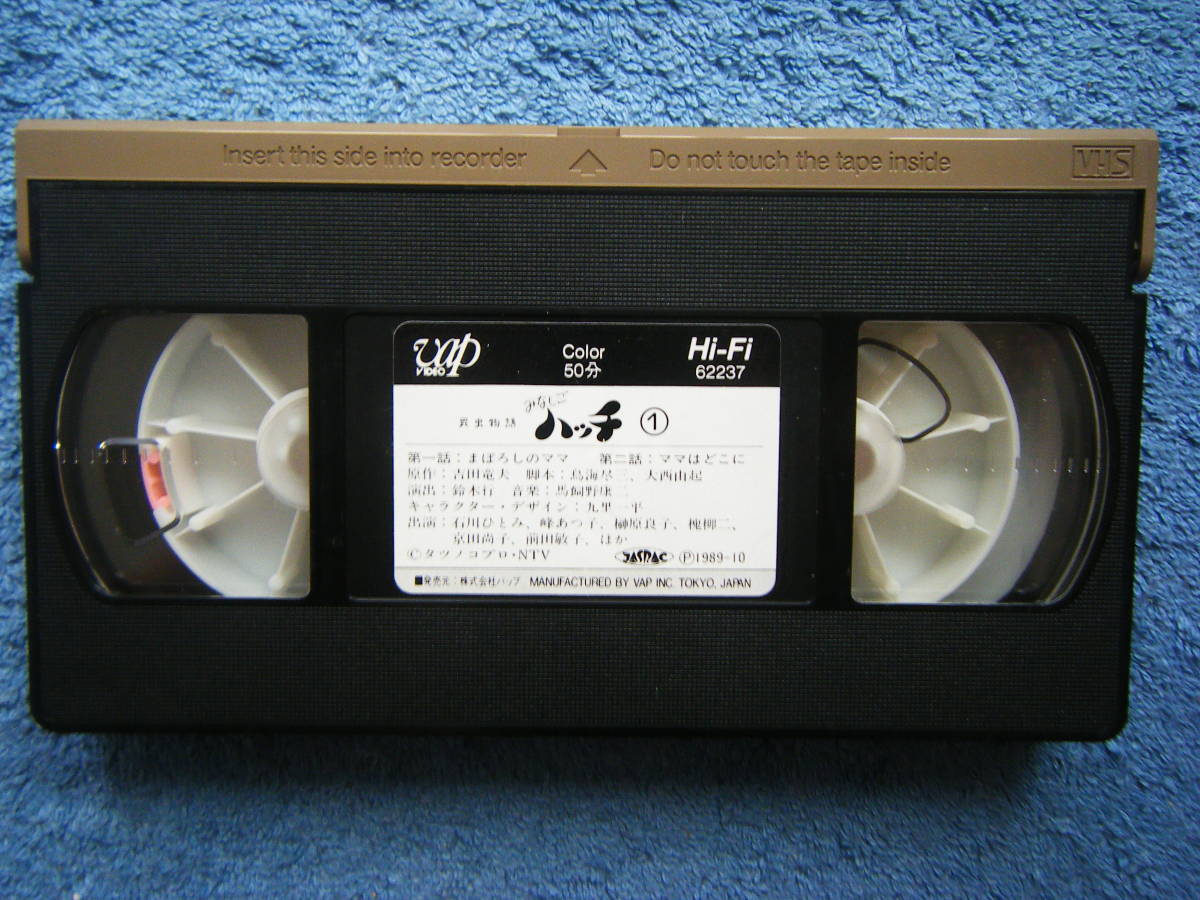 Insert this side into recorder Do not touch the tape inside VHS
vap VIDEO Color Hi-Fi
50分 62237
昆虫物語 みなしごハッチ ①
第一話：まぼろしのママ 第二話：ママはどこに
原作：吉田竜夫 脚本：鳥海尽三、大西由起
演出：鈴木行 音楽：馬飼野康二
キャラクター・デザイン：九里一平
出演：石川ひとみ、峰あつ子、榊原良子、槐柳二、
京田尚子、前田敏子、ほか
©タツノコプロ・NTV JASRAC Ⓟ1989-10
■発売元：株式会社バップ MANUFACTURED BY VAP INC. TOKYO, JAPAN